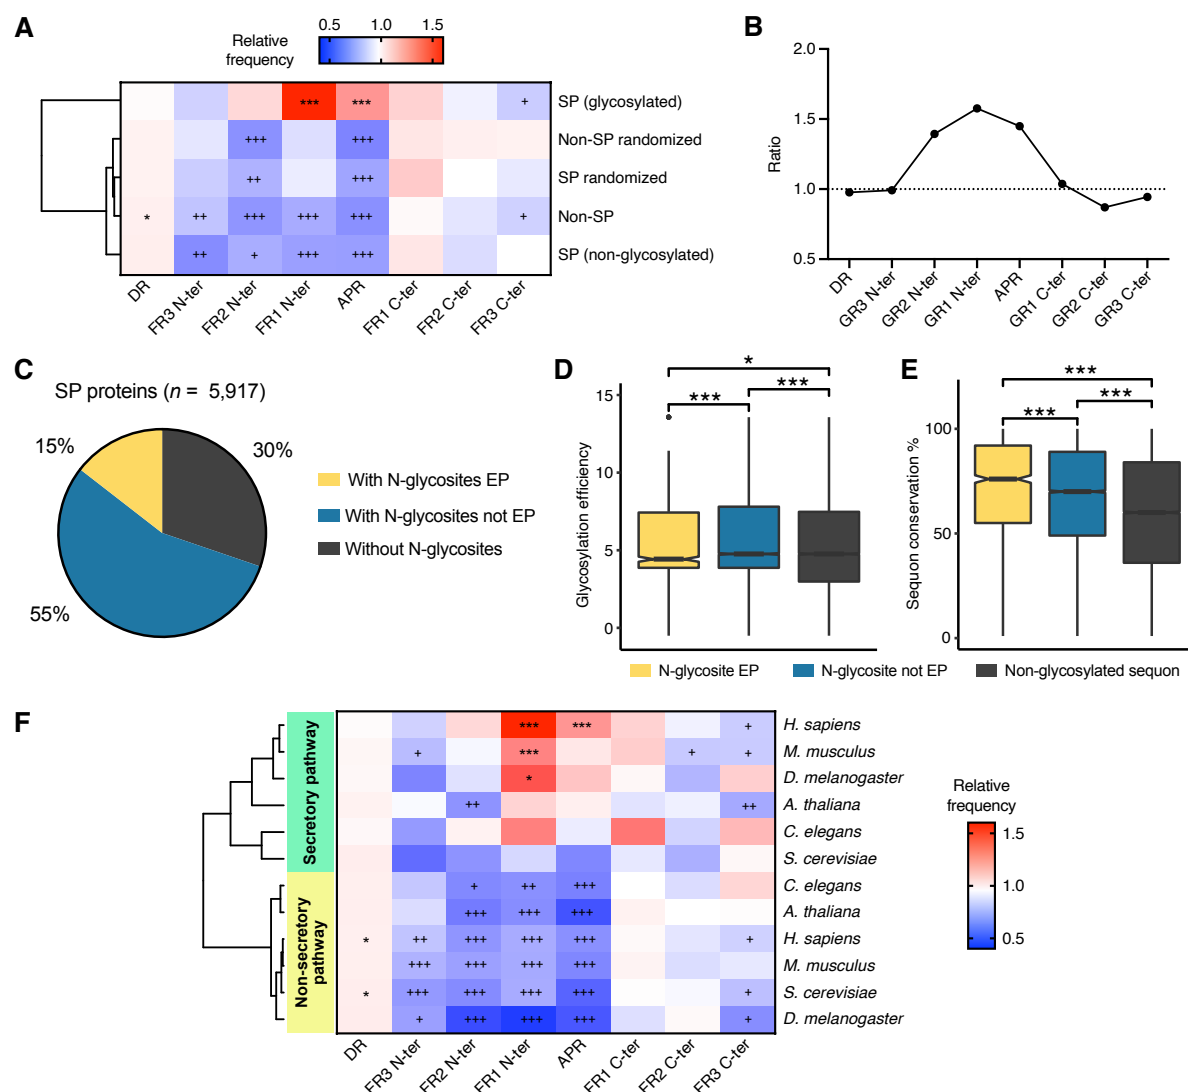 A
Relative
frequency
0.5 1.0 1.5
*** *** +
+++ +++
++ +++
* ++ +++ +++ +++ +
++ + +++ +++
SP (glycosylated)
Non-SP randomized
SP randomized
Non-SP
SP (non-glycosylated)
DR
FR3 N-ter
FR2 N-ter
FR1 N-ter
APR
FR1 C-ter
FR2 C-ter
FR3 C-ter
B
2.0
1.5
1.0
0.5
Ratio
DR
GR3 N-ter
GR2 N-ter
GR1 N-ter
APR
GR1 C-ter
GR2 C-ter
GR3 C-ter
C
SP proteins (n = 5,917)
15%
30%
55%
With N-glycosites EP
With N-glycosites not EP
Without N-glycosites
D
*
***
***
15
10
5
0
Glycosylation efficiency
E
***
***
***
100
50
0
Sequon conservation %
N-glycosite EP
N-glycosite not EP
Non-glycosylated sequon
F
Secretory pathway
Non-secretory
pathway
*** *** +
+ *** + +
*
++ ++
+ ++ +++
+++ +++ +++
* ++ +++ +++ +++ +
+++ +++ +++ +++
* +++ +++ +++ +++ +
+ +++ +++ +++ +
H. sapiens
M. musculus
D. melanogaster
A. thaliana
C. elegans
S. cerevisiae
C. elegans
A. thaliana
H. sapiens
M. musculus
S. cerevisiae
D. melanogaster
DR
FR3 N-ter
FR2 N-ter
FR1 N-ter
APR
FR1 C-ter
FR2 C-ter
FR3 C-ter
Relative
frequency
1.5
1.0
0.5